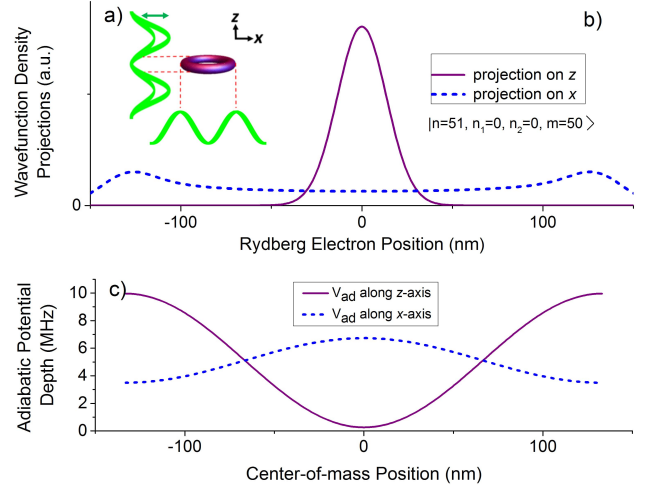 a)
z
x
b)
Wavefunction Density
Projections (a.u.)
projection on z
projection on x
|n=51, n₁=0, n₂=0, m=50⟩
0
-100
0
100
Rydberg Electron Position (nm)
c)
Adiabatic Potential
Depth (MHz)
V_ad along z-axis
V_ad along x-axis
10
8
6
4
2
0
-100
0
100
Center-of-mass Position (nm)